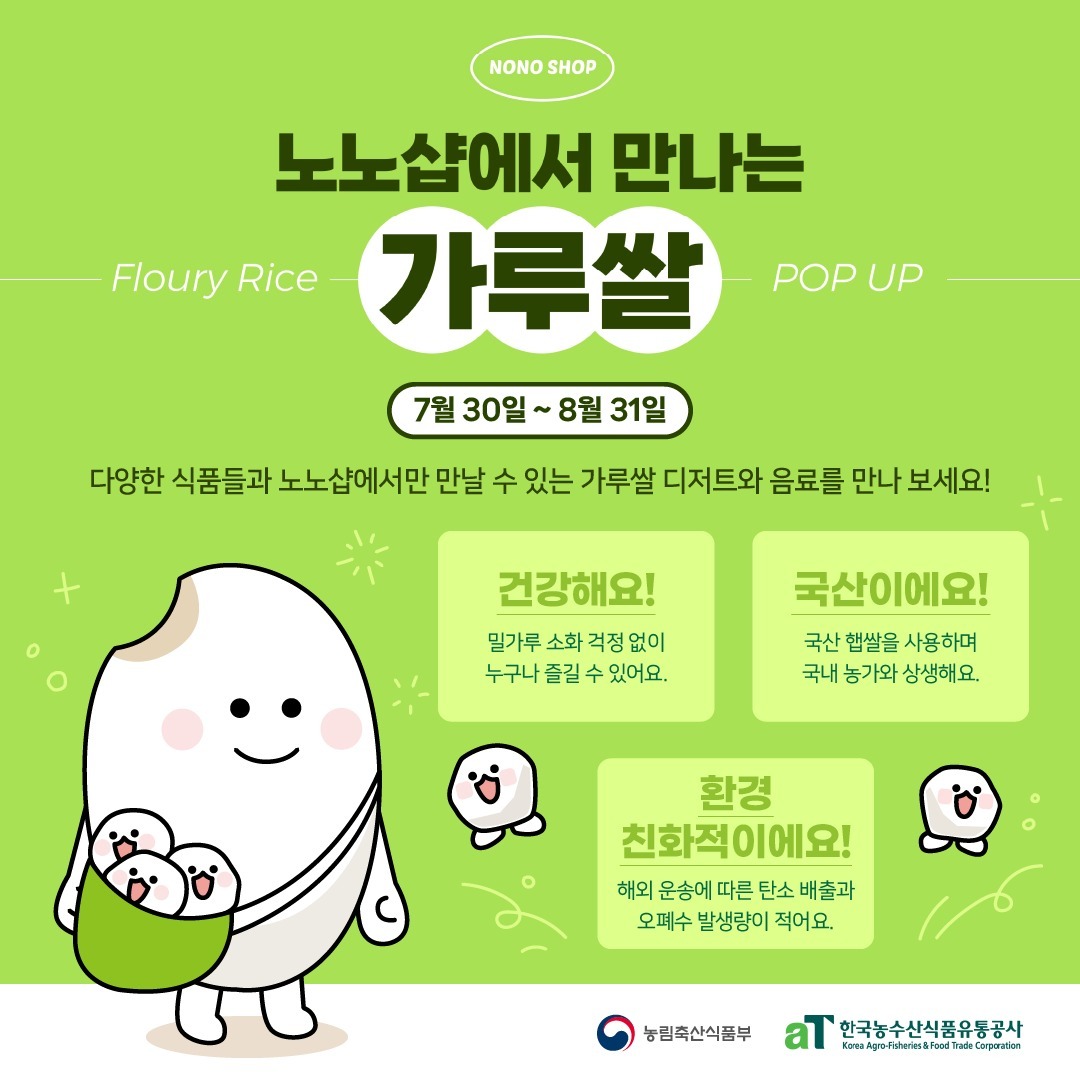 NONO SHOP
노노샵에서 만나는
Floury Rice
가루쌀
POP UP
7월 30일 ~ 8월 31일
다양한 식품들과 노노샵에서만 만날 수 있는 가루쌀 디저트와 음료를 만나 보세요!
건강해요!
밀가루 소화 걱정 없이
누구나 즐길 수 있어요.
국산이에요!
국산 햅쌀을 사용하며
국내 농가와 상생해요.
환경
친화적이에요!
해외 운송에 따른 탄소 배출과
오폐수 발생량이 적어요.
농림축산식품부
aT 한국농수산식품유통공사
Korea Agro-Fisheries & Food Trade Corporation